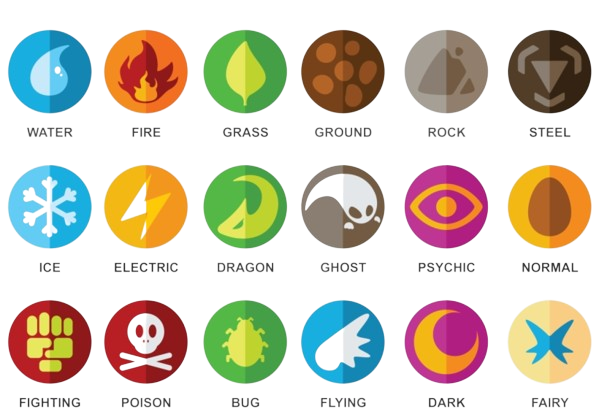 WATER FIRE GRASS GROUND ROCK STEEL
ICE ELECTRIC DRAGON GHOST PSYCHIC NORMAL
FIGHTING POISON BUG FLYING DARK FAIRY